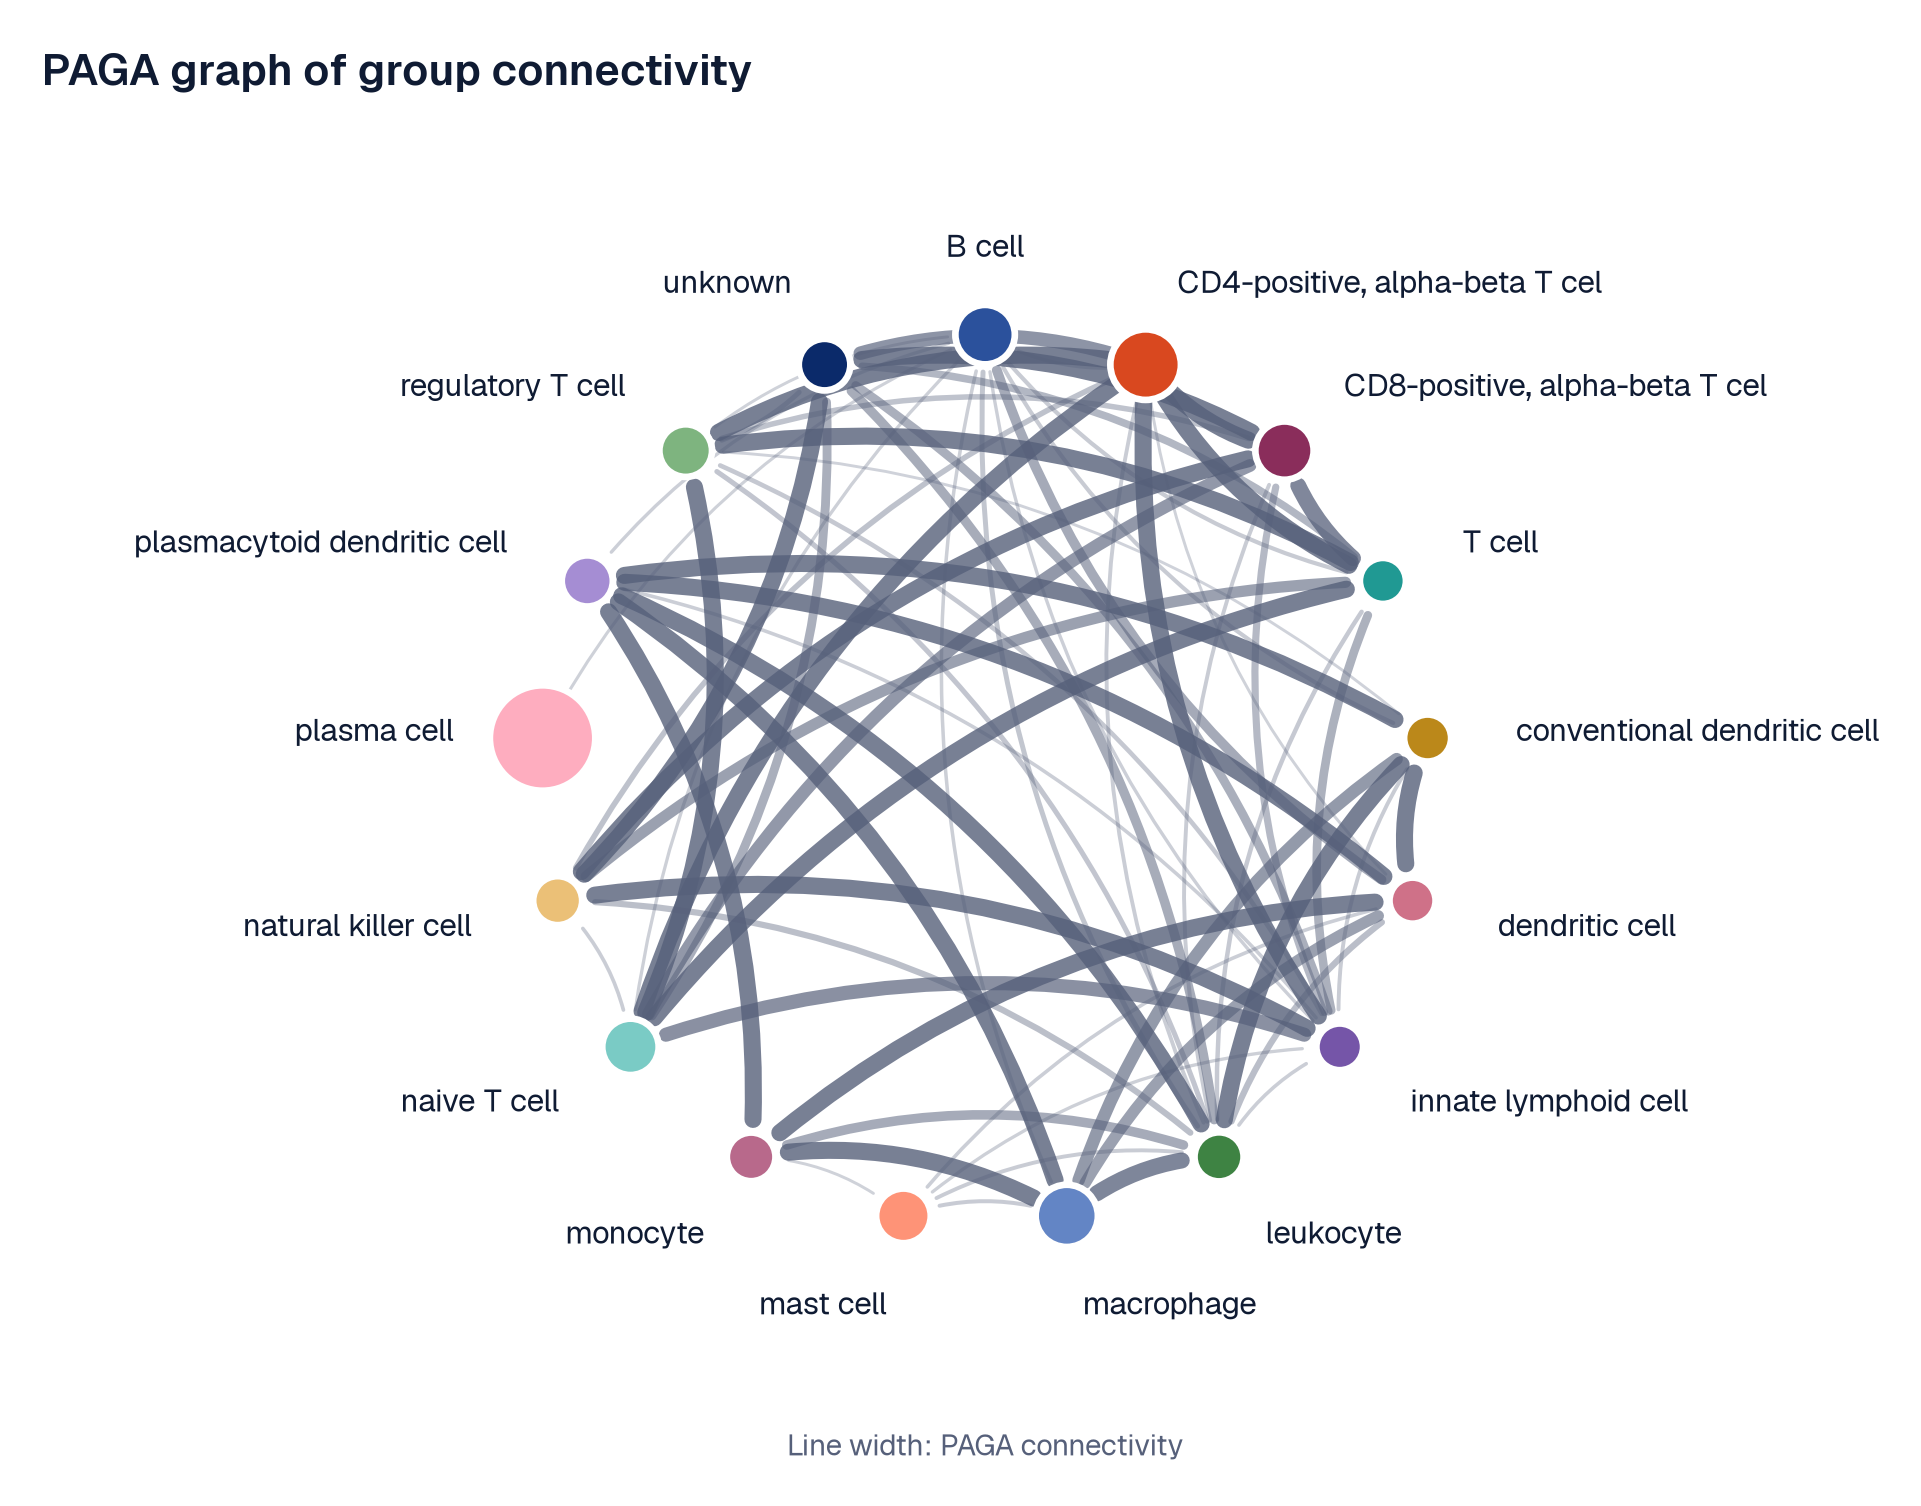 PAGA graph of group connectivity
B cell
unknown
CD4-positive, alpha-beta T cel
regulatory T cell
CD8-positive, alpha-beta T cel
plasmacytoid dendritic cell
T cell
plasma cell
conventional dendritic cell
natural killer cell
dendritic cell
naive T cell
innate lymphoid cell
monocyte
leukocyte
mast cell
macrophage
Line width: PAGA connectivity